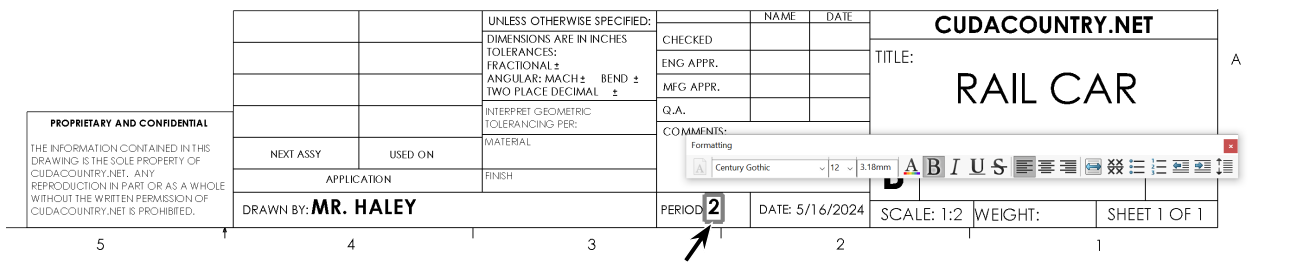 UNLESS OTHERWISE SPECIFIED:
DIMENSIONS ARE IN INCHES
TOLERANCES:
FRACTIONAL ±
ANGULAR: MACH ± BEND ±
TWO PLACE DECIMAL ±
INTERPRET GEOMETRIC
TOLERANCING PER:
MATERIAL
FINISH
NAME DATE
CHECKED
ENG APPR.
MFG APPR.
Q.A.
COMMENTS:
CUDACOUNTRY.NET
TITLE:
RAIL CAR
A
PROPRIETARY AND CONFIDENTIAL
THE INFORMATION CONTAINED IN THIS
DRAWING IS THE SOLE PROPERTY OF
CUDACOUNTRY.NET. ANY
REPRODUCTION IN PART OR AS A WHOLE
WITHOUT THE WRITTEN PERMISSION OF
CUDACOUNTRY.NET IS PROHIBITED.
NEXT ASSY USED ON
APPLICATION
Formatting
Century Gothic 12 3.18mm A B I U S
DRAWN BY: MR. HALEY
PERIOD 2
DATE: 5/16/2024
SCALE: 1:2 WEIGHT: SHEET 1 OF 1
5 4 3 2 1